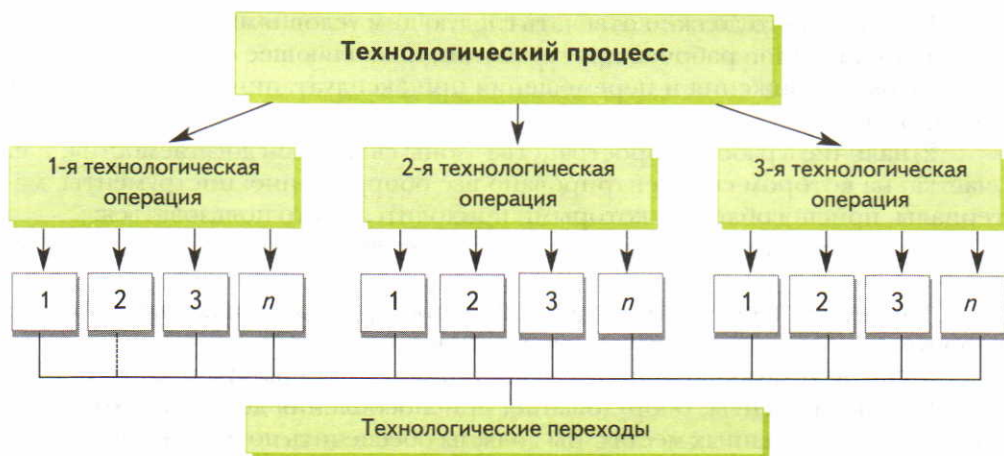 Технологический процесс
1-я технологическая
операция
2-я технологическая
операция
3-я технологическая
операция
1 2 3 n
1 2 3 n
1 2 3 n
Технологические переходы